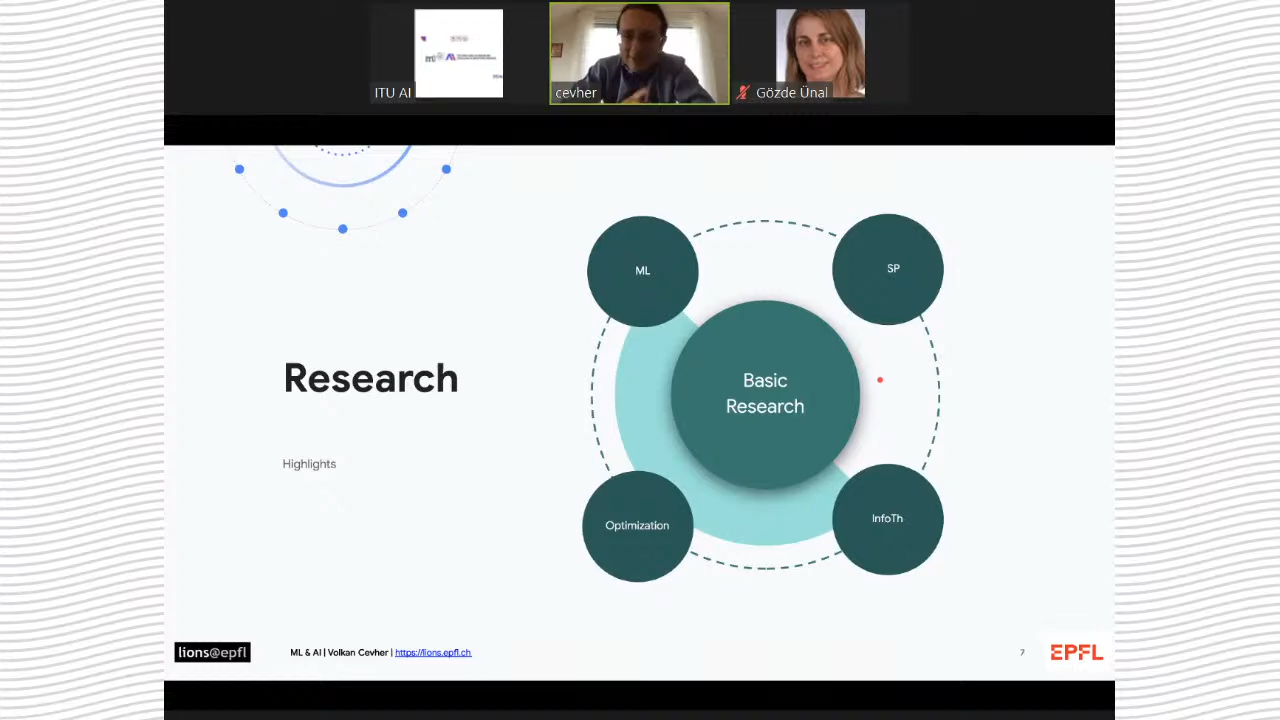 ITU AI
cevher
Gözde Ünal
ML
SP
Basic
Research
Research
Highlights
Optimization
InfoTh
lions@epfl
ML & AI | Volkan Cevher | https://lions.epfl.ch
7
EPFL